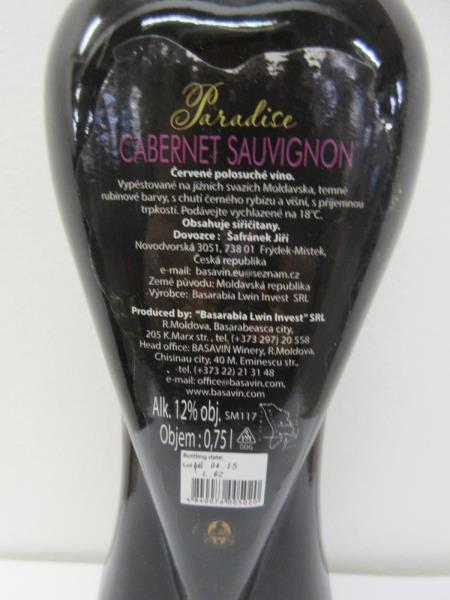 Paradise
CABERNET SAUVIGNON
Červené polosuché víno.
Vypěstované na jižních svazích Moldavska, temně
rubínové barvy, s chutí černého rybízu a višní, s příjemnou
trpkostí. Podávejte vychlazené na 18°C.
Obsahuje siřičitany.
Dovozce : Šafránek Jiří
Novodvorská 3051, 738 01 Frýdek-Místek,
Česká republika
e-mail: basavin.eu@seznam.cz
Země původu: Moldavská republika
Výrobce: Basarabia Lwin Invest SRL
Produced by: "Basarabia Lwin Invest" SRL
R.Moldova, Basarabeasca city,
205 K.Marx str., tel. (+373 297) 20 558
Head office: BASAVIN Winery, R.Moldova,
Chisinau city, 40 M. Eminescu str.,
tel. (+373 22) 21 31 48
e-mail: office@basavin.com
www.basavin.com
Alk. 12% obj. SM117
Objem : 0,75 l
Bottling date:
Lot 04 15
L. 62
4840076005070